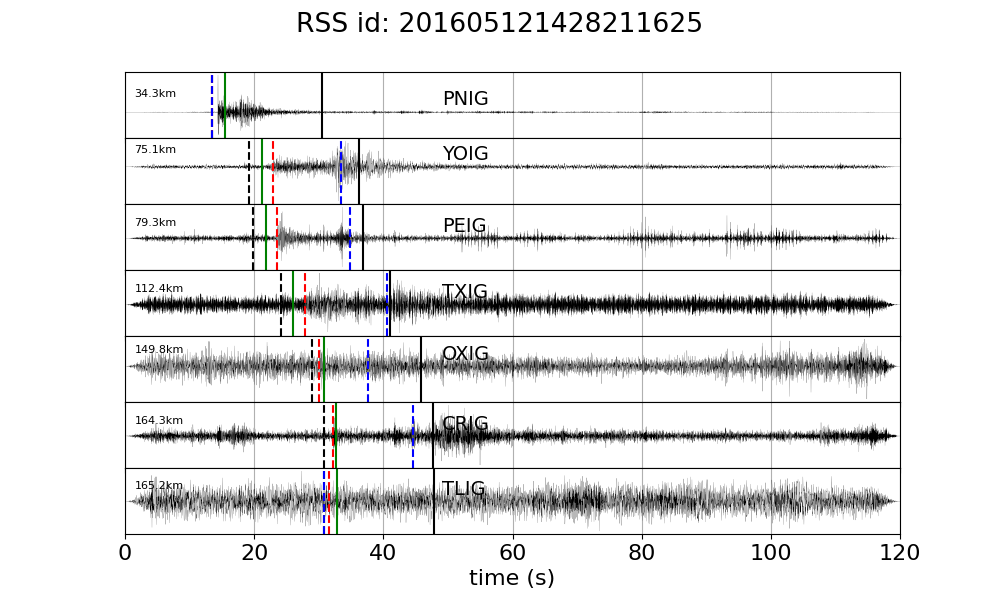 RSS id: 201605121428211625
34.3km PNIG
75.1km YOIG
79.3km PEIG
112.4km TXIG
149.8km OXIG
164.3km CRIG
165.2km TLIG
0 20 40 60 80 100 120
time (s)